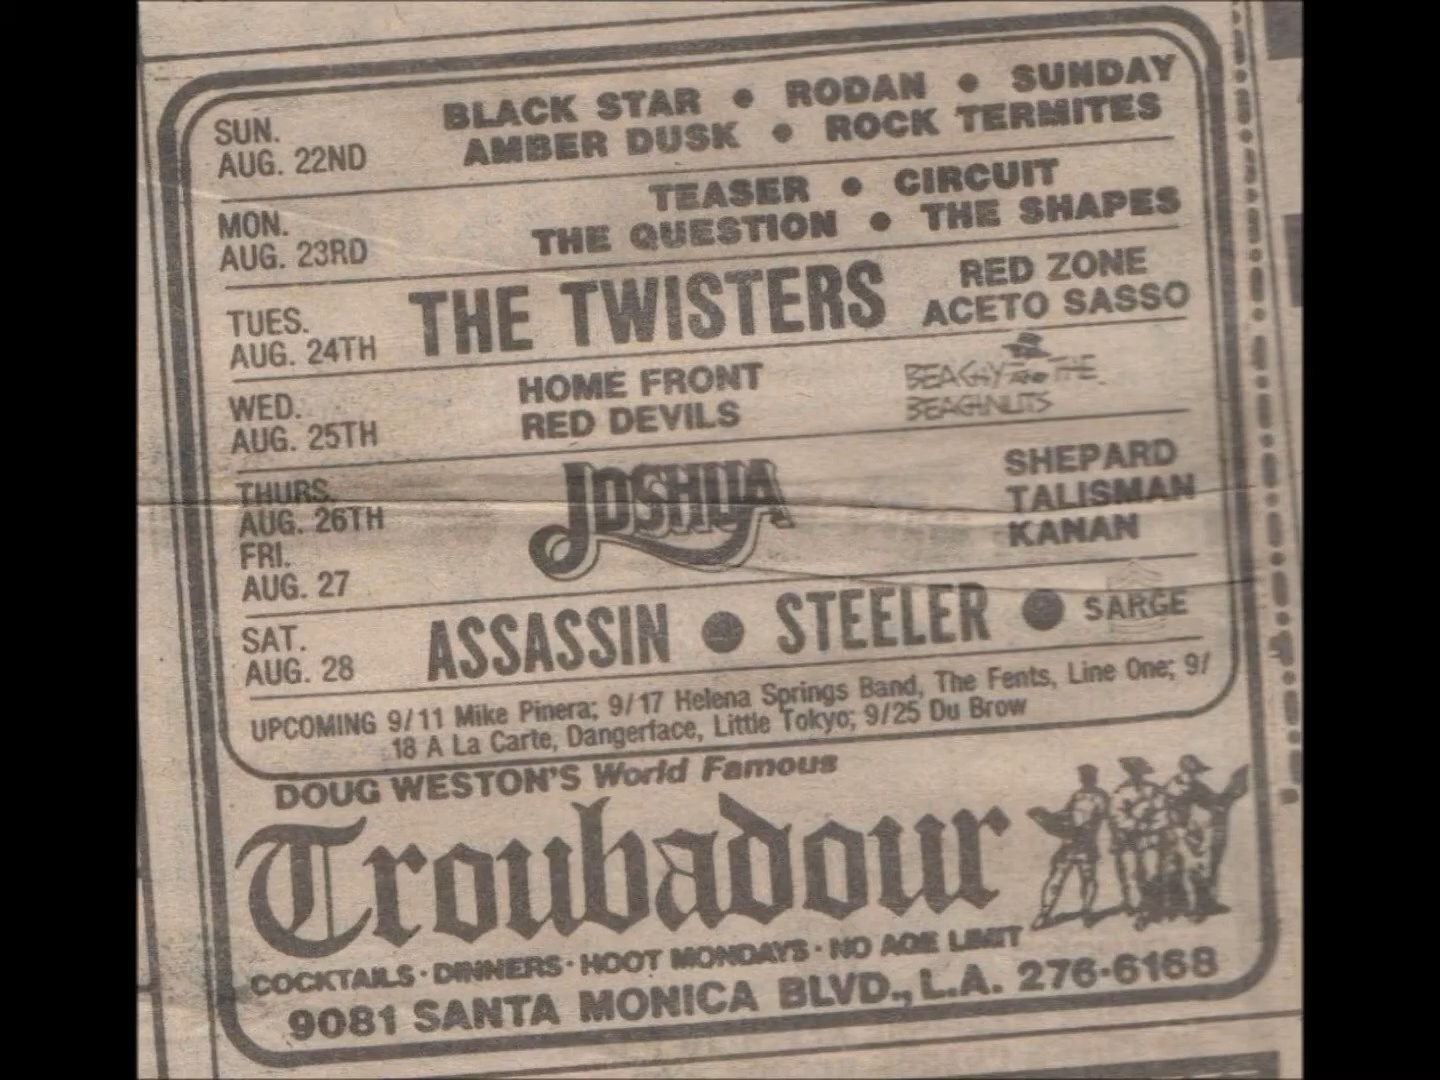 SUN. AUG. 22ND
BLACK STAR • RODAN • SUNDAY
AMBER DUSK • ROCK TERMITES
MON. AUG. 23RD
TEASER • CIRCUIT
THE QUESTION • THE SHAPES
TUES. AUG. 24TH
THE TWISTERS
RED ZONE
ACETO SASSO
WED. AUG. 25TH
HOME FRONT
RED DEVILS
BEACHY AND THE
BEACHNUTS
THURS. AUG. 26TH
FRI. AUG. 27
JOSHUA
SHEPARD
TALISMAN
KANAN
SAT. AUG. 28
ASSASSIN • STEELER • SARGE
UPCOMING 9/11 Mike Pinera; 9/17 Helena Springs Band, The Fents, Line One; 9/
18 A La Carte, Dangerface, Little Tokyo; 9/25 Du Brow
DOUG WESTON'S World Famous
Troubadour
COCKTAILS · DINNERS · HOOT MONDAYS · NO AGE LIMIT
9081 SANTA MONICA BLVD., L.A. 276-6168